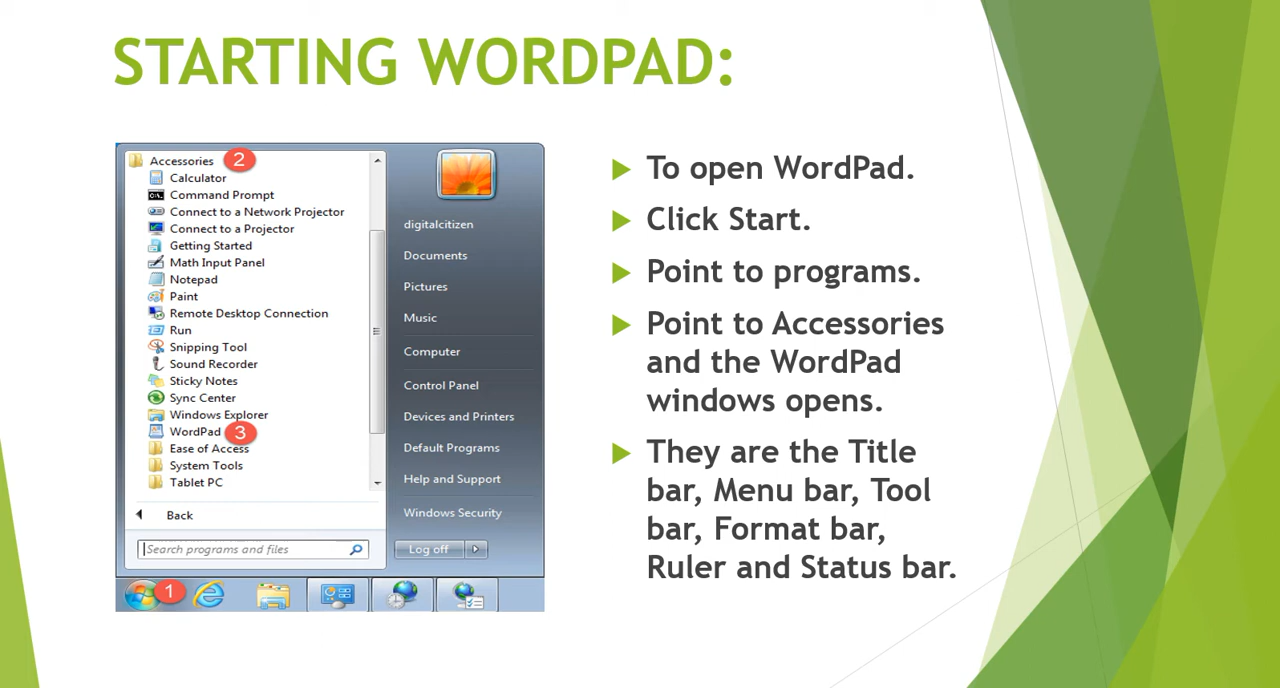 STARTING WORDPAD:
Accessories 2
Calculator
Command Prompt
Connect to a Network Projector
Connect to a Projector
Getting Started
Math Input Panel
Notepad
Paint
Remote Desktop Connection
Run
Snipping Tool
Sound Recorder
Sticky Notes
Sync Center
Windows Explorer
WordPad 3
Ease of Access
System Tools
Tablet PC
Back
Search programs and files
1
digitalcitizen
Documents
Pictures
Music
Computer
Control Panel
Devices and Printers
Default Programs
Help and Support
Windows Security
Log off
To open WordPad.
Click Start.
Point to programs.
Point to Accessories
and the WordPad
windows opens.
They are the Title
bar, Menu bar, Tool
bar, Format bar,
Ruler and Status bar.